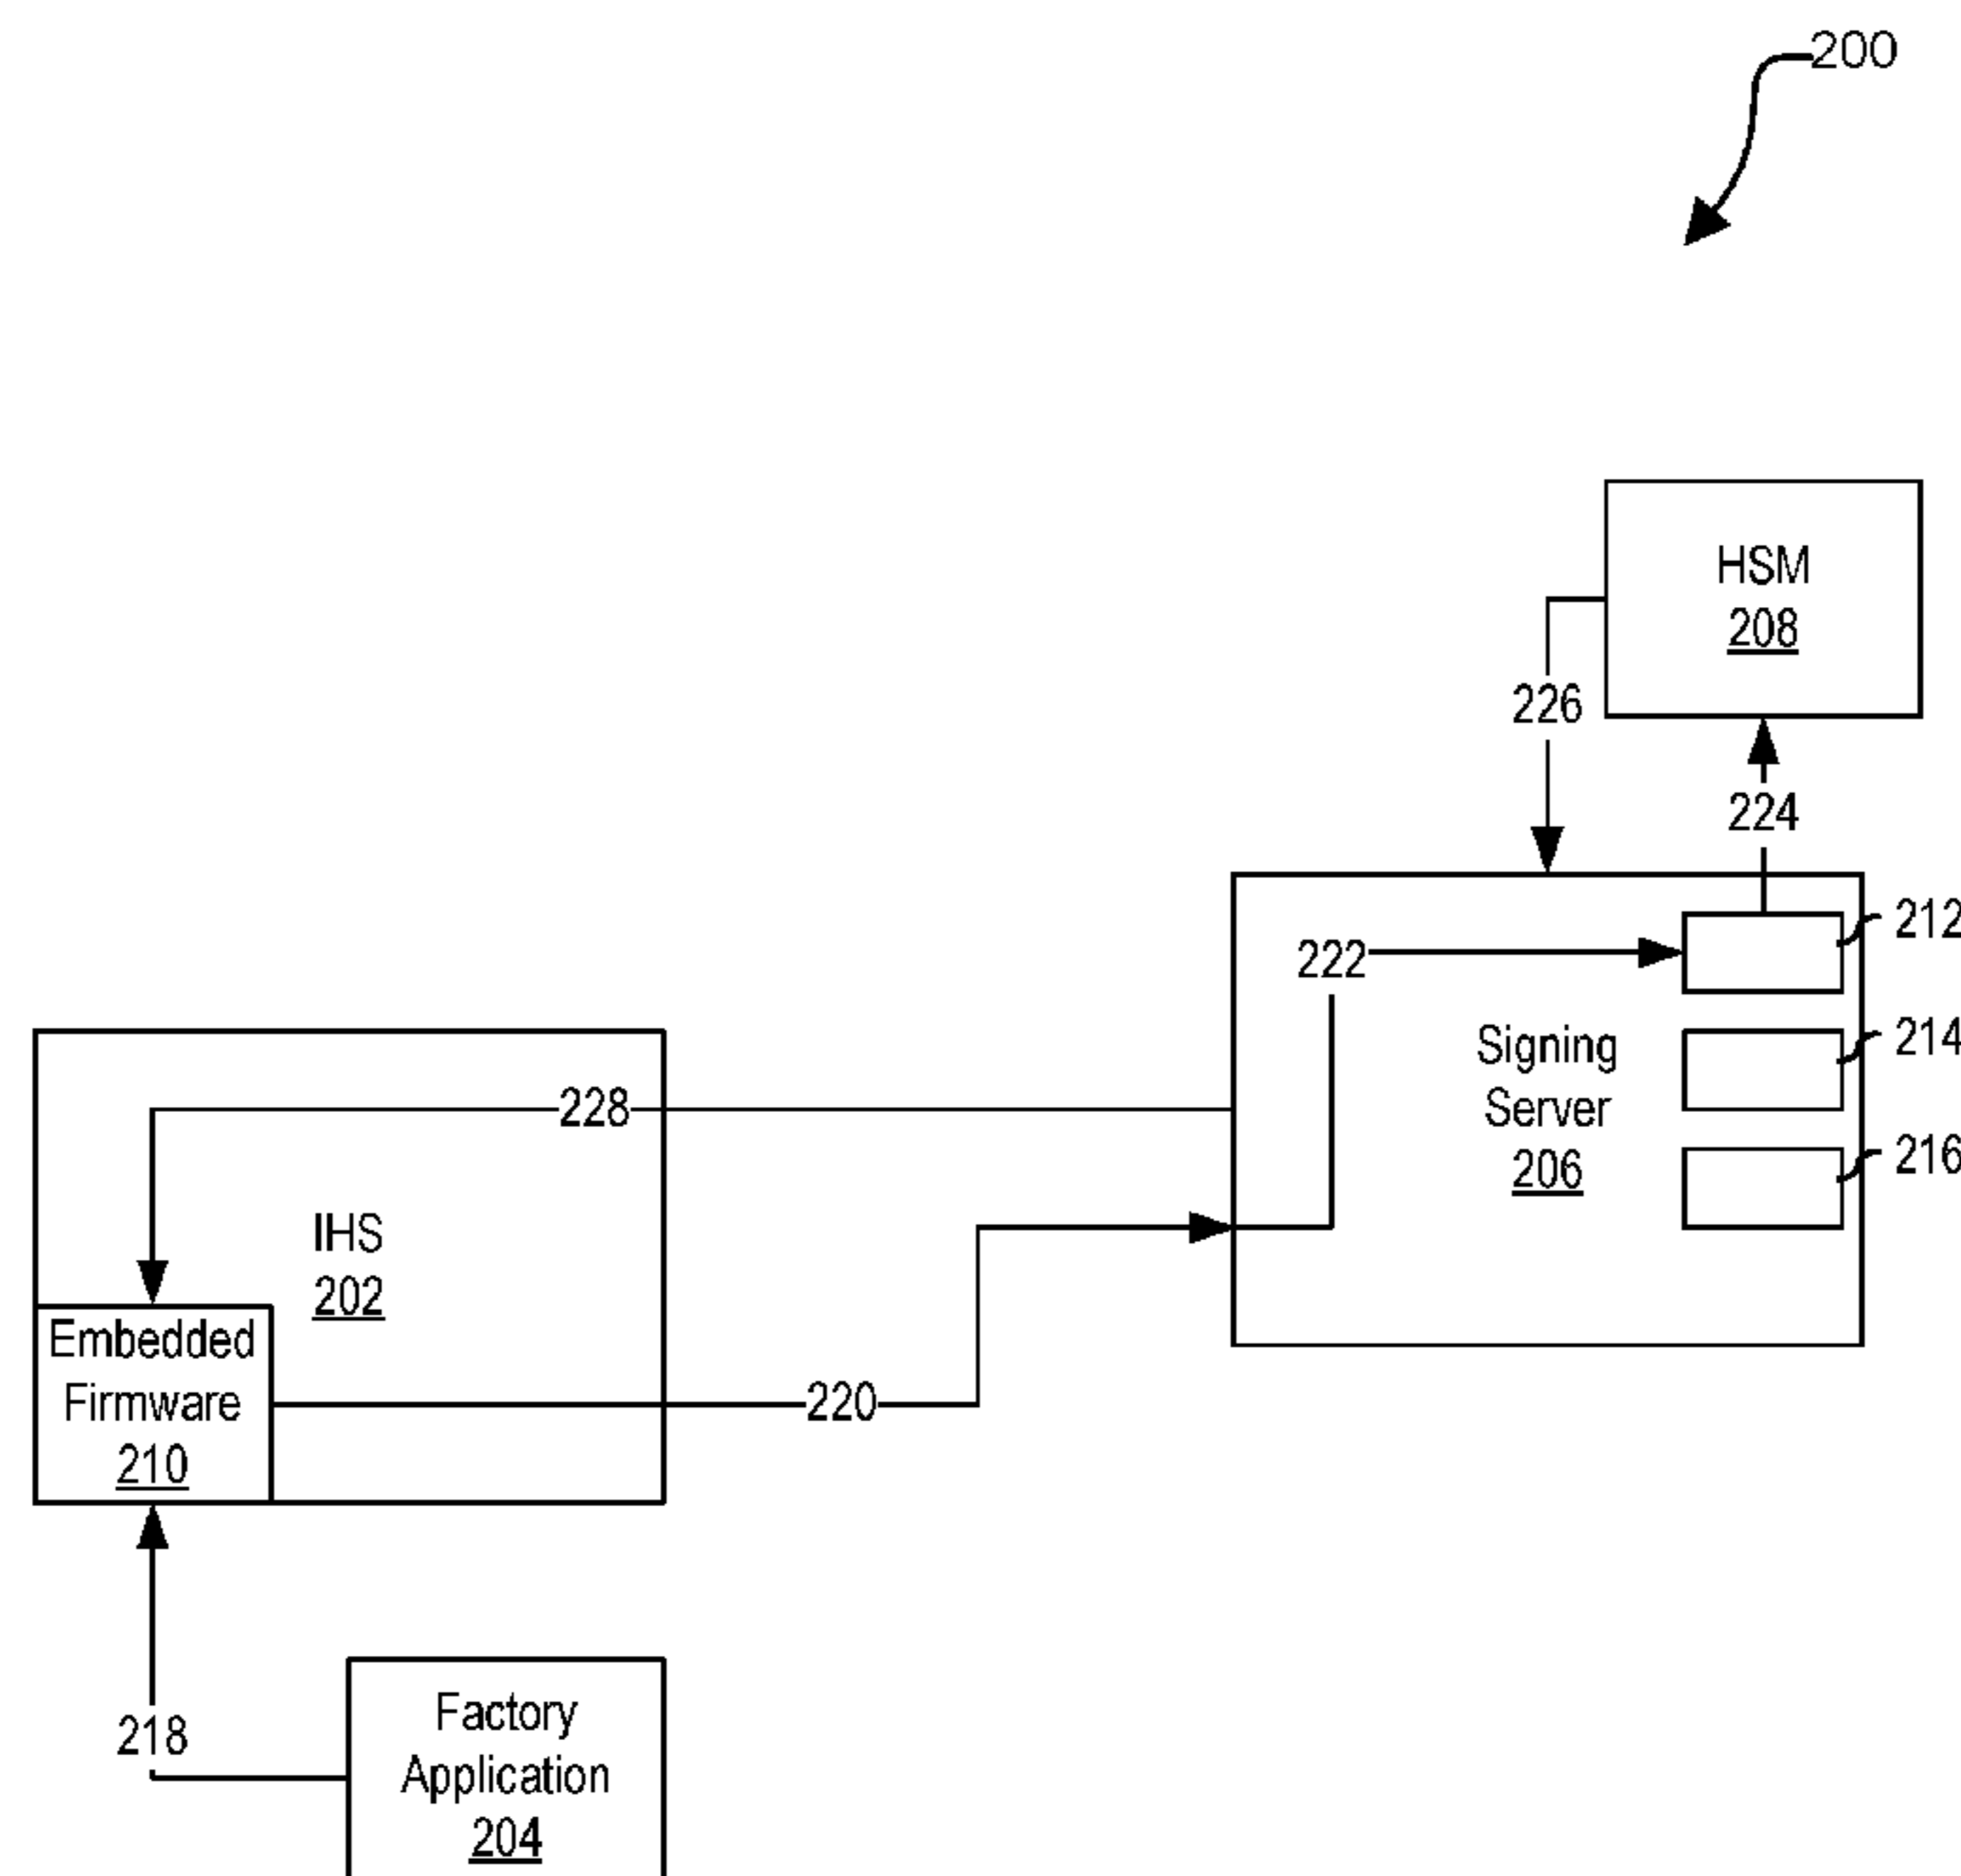 200
HSM
208
226
224
212
222
214
Signing
Server
206
228
216
IHS
202
Embedded
Firmware
210
220
218
Factory
Application
204